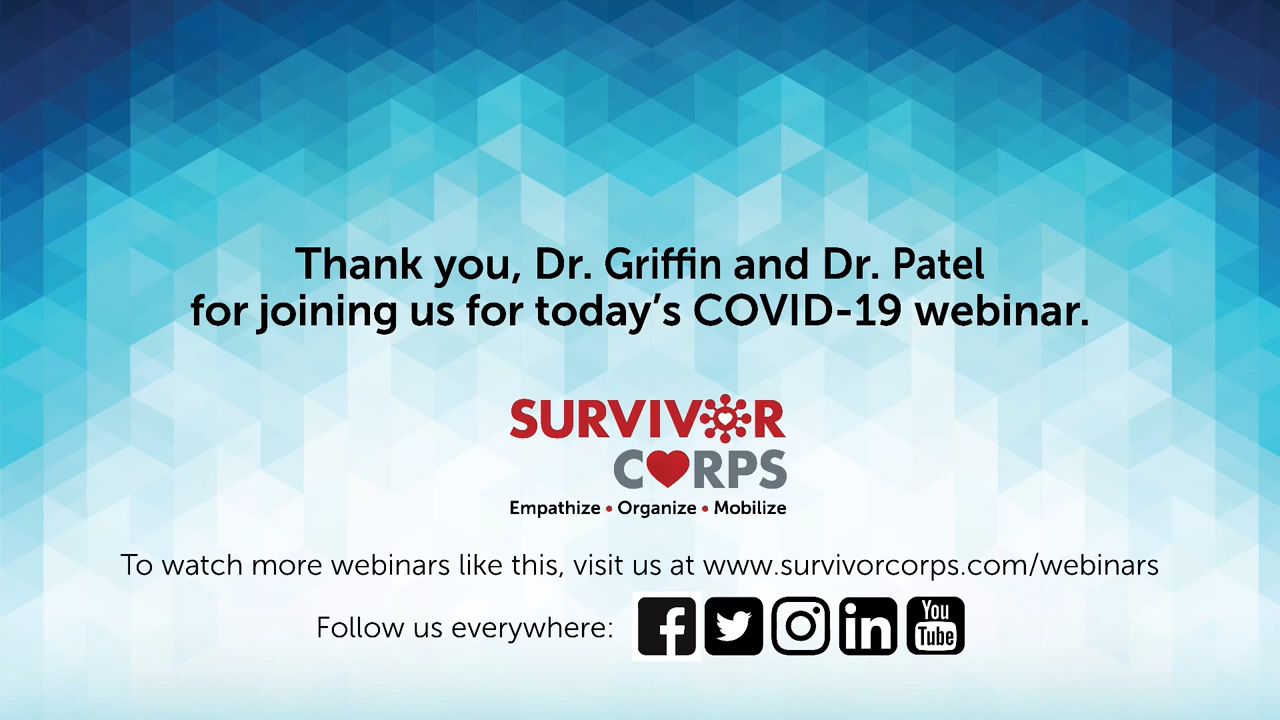 Thank you, Dr. Griffin and Dr. Patel
for joining us for today's COVID-19 webinar.
SURVIVOR
CORPS
Empathize • Organize • Mobilize
To watch more webinars like this, visit us at www.survivorcorps.com/webinars
Follow us everywhere:
You
Tube